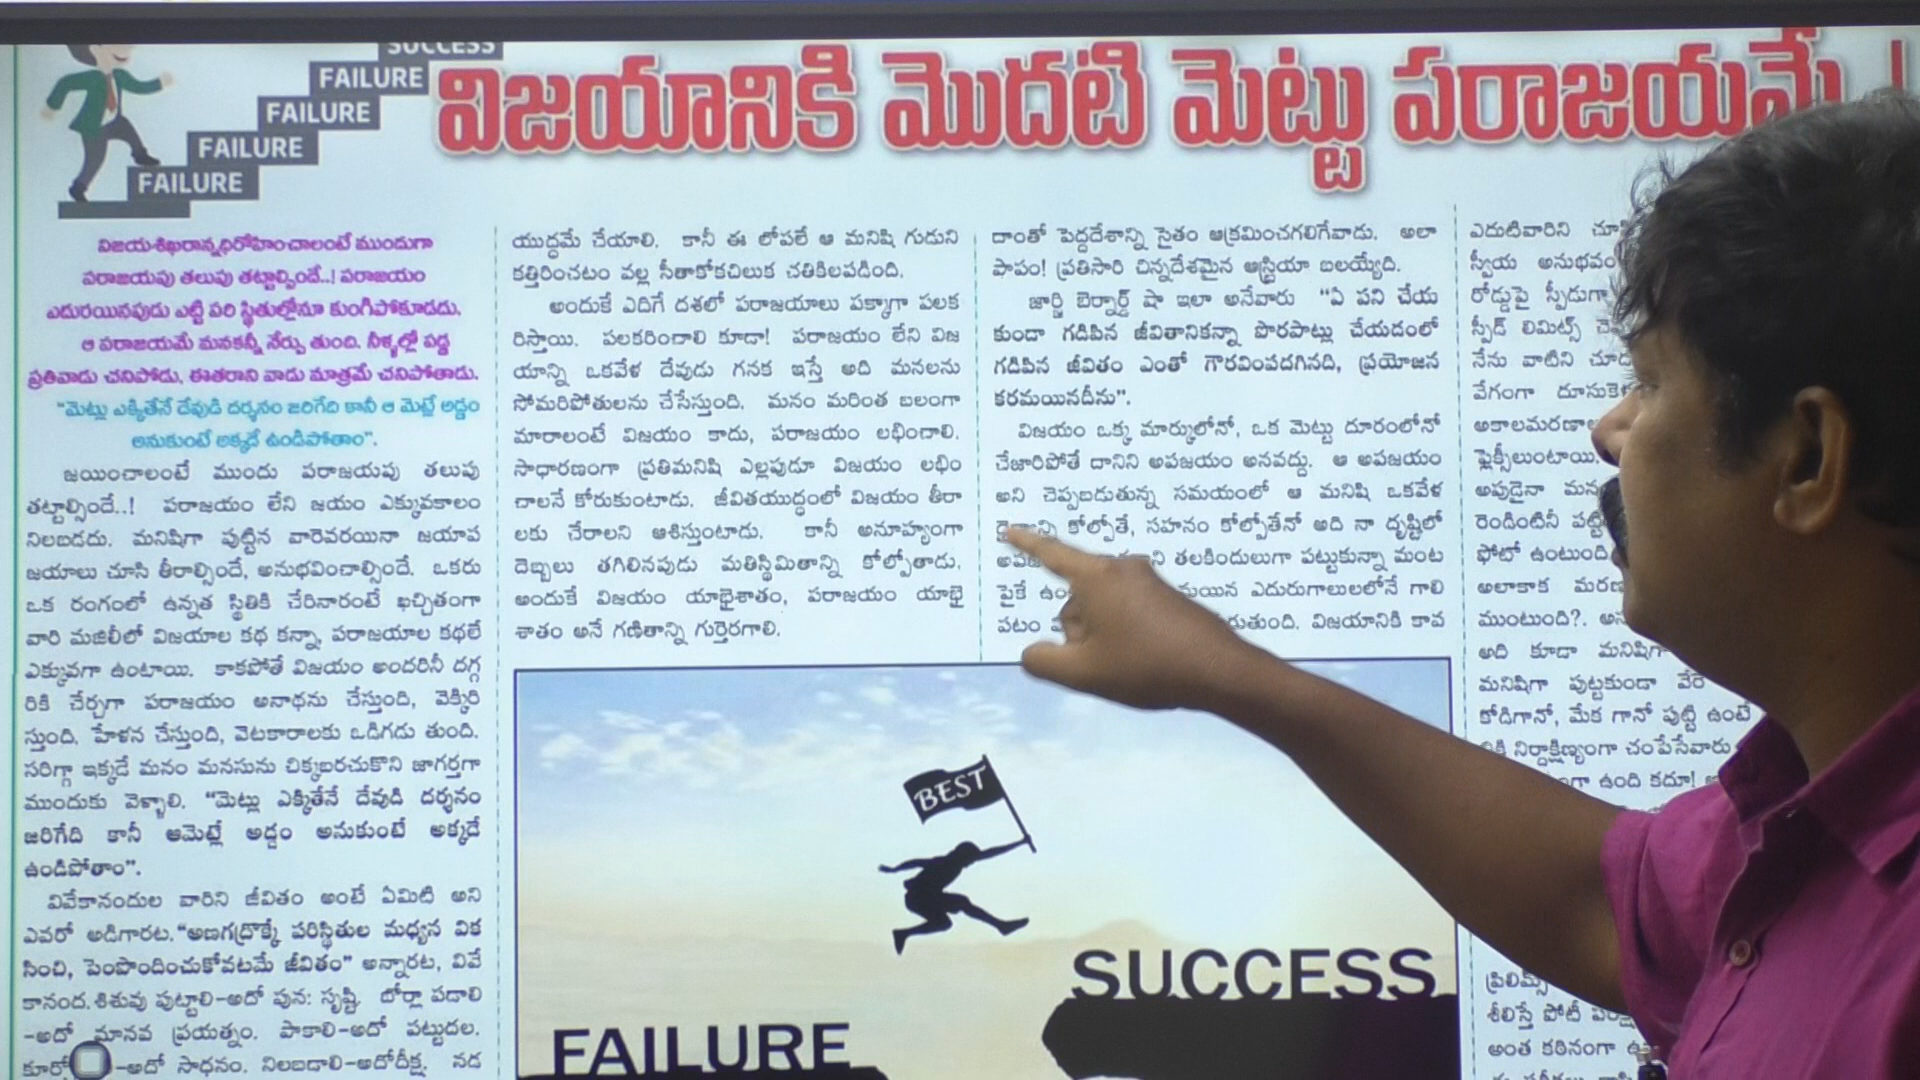 SUCCESS
FAILURE
FAILURE
FAILURE
FAILURE
విజయానికి మొదటి మెట్టు పరాజయమే !
విజయశిఖరాన్నధిరోహించాలంటే ముందుగా
పరాజయపు తలుపు తట్టాల్సిందే..! పరాజయం
ఎదురయినపుడు ఎట్టి పరి స్థితుల్లోనూ కుంగిపోకూడదు.
ఆ పరాజయమే మనకన్నీ నేర్పు తుంది. నీళ్ళల్లో పడ్డ
ప్రతివాడు చనిపోడు, ఈతరాని వాడు మాత్రమే చనిపోతాడు.
"మెట్లు ఎక్కితేనే దేవుడి దర్శనం జరిగేది కానీ ఆ మెట్లే అడ్డం
అనుకుంటే అక్కడే ఉండిపోతాం".
జయించాలంటే ముందు పరాజయపు తలుపు
తట్టాల్సిందే..! పరాజయం లేని జయం ఎక్కువకాలం
నిలబడదు. మనిషిగా పుట్టిన వారెవరయినా జయాప
జయాలు చూసి తీరాల్సిందే, అనుభవించాల్సిందే. ఒకరు
ఒక రంగంలో ఉన్నత స్థితికి చేరినారంటే ఖచ్చితంగా
వారి మజిలీలో విజయాల కథ కన్నా, పరాజయాల కథలే
ఎక్కువగా ఉంటాయి. కాకపోతే విజయం అందరినీ దగ్గ
రికి చేర్చగా పరాజయం అనాథను చేస్తుంది, వెక్కిరి
స్తుంది. హేళన చేస్తుంది, వెటకారాలకు ఒడిగడు తుంది.
సరిగ్గా ఇక్కడే మనం మనసును చిక్కబరచుకొని జాగర్తగా
ముందుకు వెళ్ళాలి. "మెట్లు ఎక్కితేనే దేవుడి దర్శనం
జరిగేది కానీ ఆమెట్లే అడ్డం అనుకుంటే అక్కడే
ఉండిపోతాం".
వివేకానందుల వారిని జీవితం అంటే ఏమిటి అని
ఎవరో అడిగారట. "అణగద్రొక్కే పరిస్థితుల మధ్యన విక
సించి, పెంపొందించుకోవటమే జీవితం" అన్నారట, వివే
కానంద. శిశువు పుట్టాలి-అదో పున: సృష్టి, బోర్లా పడాలి
-అదో మానవ ప్రయత్నం. పాకాలి-అదో పట్టుదల.
-అదో సాధనం. నిలబడాలి-అదోదీక్ష, నడ
యుద్ధమే చేయాలి. కానీ ఈ లోపలే ఆ మనిషి గుడుని
కత్తిరించటం వల్ల సీతాకోకచిలుక చతికిలపడింది.
అందుకే ఎదిగే దశలో పరాజయాలు పక్కాగా పలక
రిస్తాయి. పలకరించాలి కూడా! పరాజయం లేని విజ
యాన్ని ఒకవేళ దేవుడు గనక ఇస్తే అది మనలను
సోమరిపోతులను చేసేస్తుంది. మనం మరింత బలంగా
మారాలంటే విజయం కాదు, పరాజయం లభించాలి.
సాధారణంగా ప్రతిమనిషి ఎల్లపుడూ విజయం లభిం
చాలనే కోరుకుంటాడు. జీవితయుద్ధంలో విజయం తీరా
లకు చేరాలని ఆశిస్తుంటాడు. కానీ అనూహ్యంగా
దెబ్బలు తగిలినపుడు మతిస్థిమితాన్ని కోల్పోతాడు.
అందుకే విజయం యాభైశాతం, పరాజయం యాభై
శాతం అనే గణితాన్ని గుర్తెరగాలి.
దాంతో పెద్దదేశాన్ని సైతం ఆక్రమించగలిగేవాడు. అలా
పాపం! ప్రతిసారి చిన్నదేశమైన ఆస్ట్రియా బలయ్యేది.
జార్జి బెర్నార్డ్ షా ఇలా అనేవారు "ఏ పని చేయ
కుండా గడిపిన జీవితానికన్నా పొరపాట్లు చేయడంలో
గడిపిన జీవితం ఎంతో గౌరవింపదగినది, ప్రయోజన
కరమయినదీను".
విజయం ఒక్క మార్కులోనో, ఒక మెట్టు దూరంలోనో
చేజారిపోతే దానిని అపజయం అనవద్దు. ఆ అపజయం
అని చెప్పబడుతున్న సమయంలో ఆ మనిషి ఒకవేళ
కోల్పోతే, సహనం కోల్పోతేనో అది నా దృష్టిలో
తలకిందులుగా పట్టుకున్నా మంట
పైకే ఎదురుగాలులలోనే గాలి
పటం విజయానికి కావ
BEST
FAILURE
SUCCESS
ఎదుటివారిని
స్వీయ అనుభవం
రోడ్డుపై స్పీడుగా
స్పీడ్ లిమిట్స్
నేను వాటిని
వేగంగా
ఫ్లెక్సీలుంటాయి.
అపుడైనా
రెండింటినీ
ఫోటో ఉంటుంది
అలాకాక
ముంటుంది?.
అది కూడా
మనిషిగా పుట్టకుండా వేరే
కోడిగానో, మేక గానో పుట్టి ఉంటే
నిర్దాక్షిణ్యంగా చంపేసేవారు
ఉంది కదూ!
శీలిస్తే పోటీ
అంత కఠినంగా